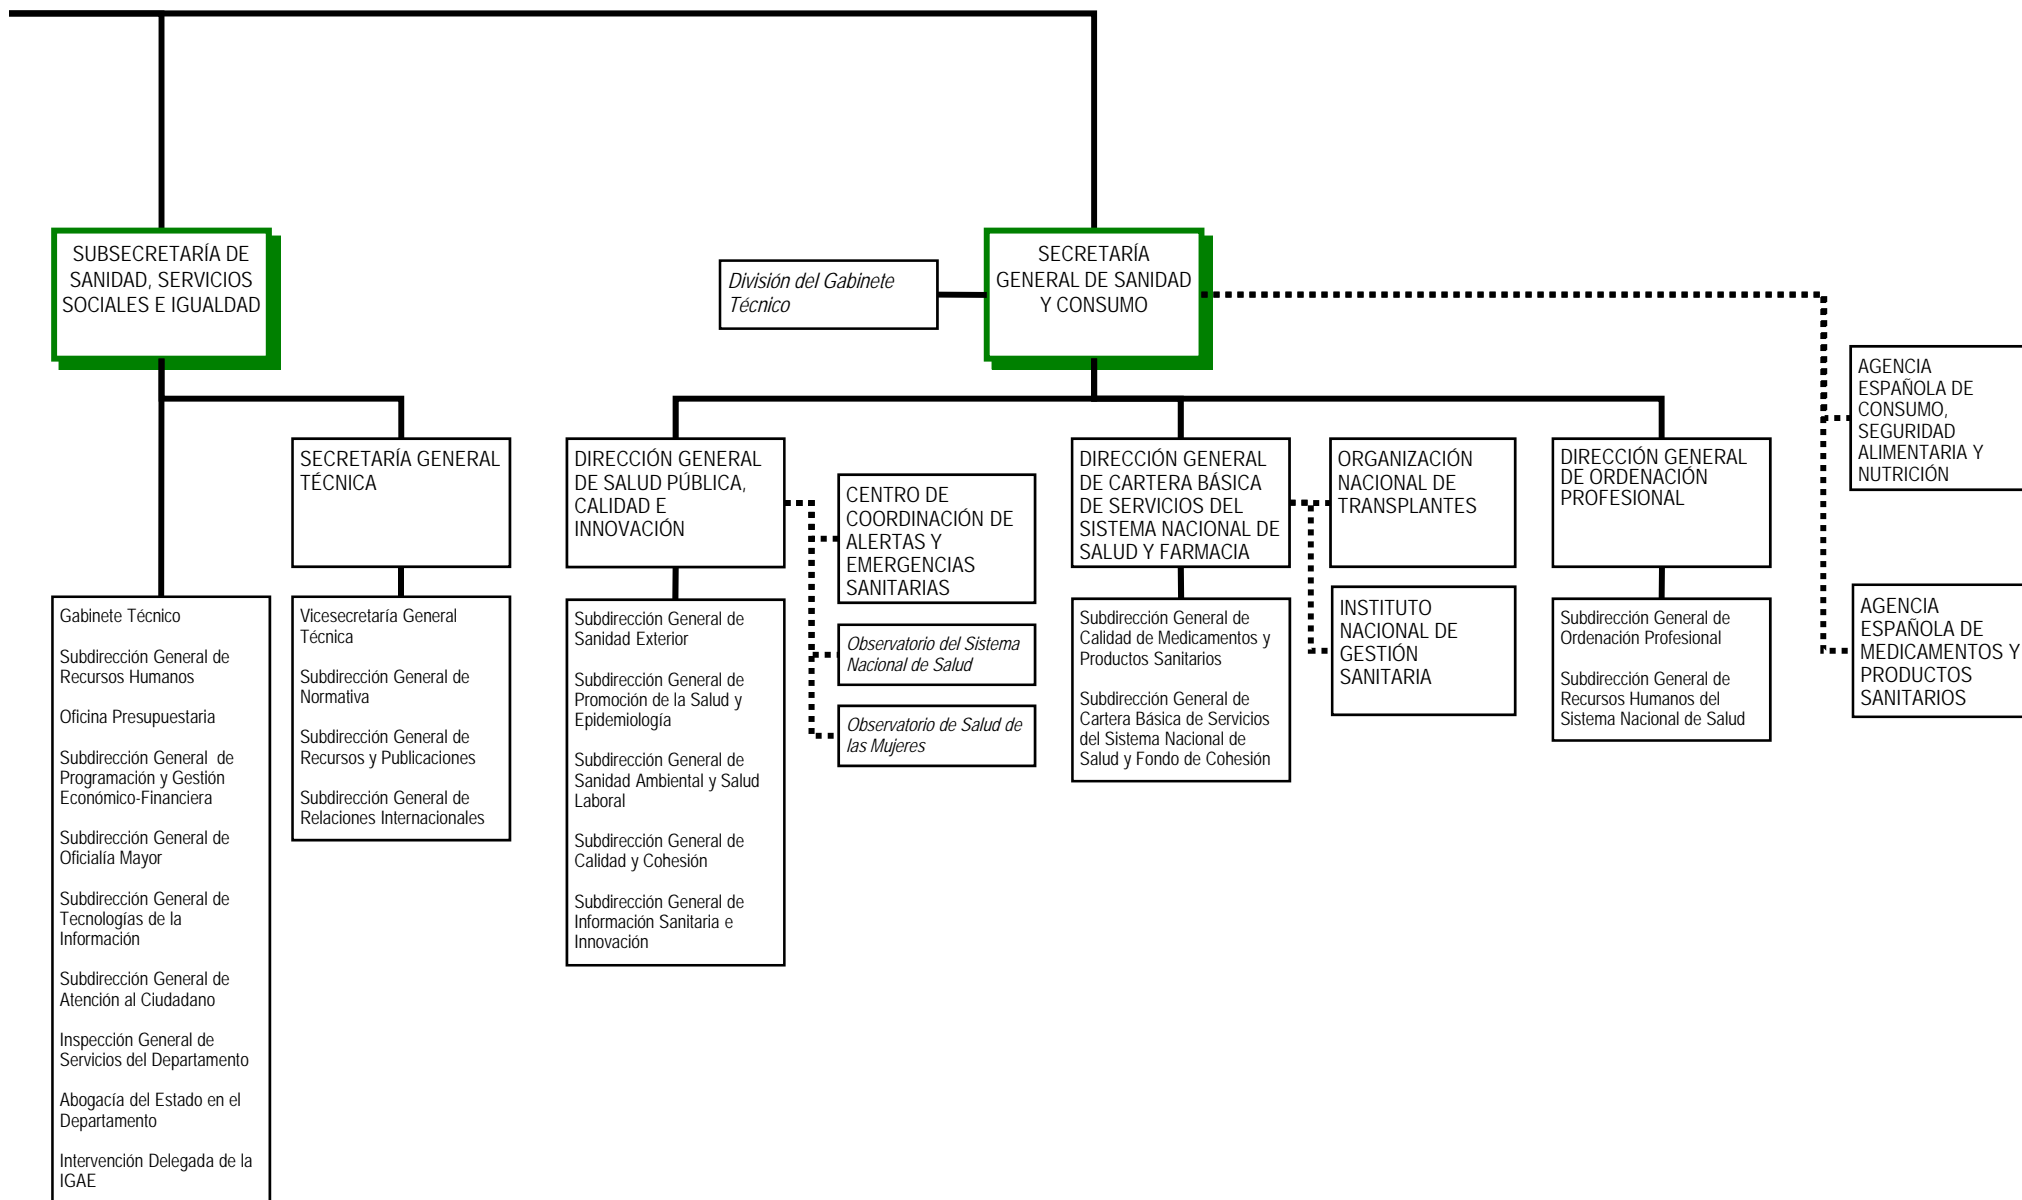 SUBSECRETARÍA DE
SANIDAD, SERVICIOS
SOCIALES E IGUALDAD
División del Gabinete
Técnico
SECRETARÍA
GENERAL DE SANIDAD
Y CONSUMO
AGENCIA
ESPAÑOLA DE
CONSUMO,
SEGURIDAD
ALIMENTARIA Y
NUTRICIÓN
SECRETARÍA GENERAL
TÉCNICA
DIRECCIÓN GENERAL
DE SALUD PÚBLICA,
CALIDAD E
INNOVACIÓN
CENTRO DE
COORDINACIÓN DE
ALERTAS Y
EMERGENCIAS
SANITARIAS
DIRECCIÓN GENERAL
DE CARTERA BÁSICA
DE SERVICIOS DEL
SISTEMA NACIONAL DE
SALUD Y FARMACIA
ORGANIZACIÓN
NACIONAL DE
TRANSPLANTES
DIRECCIÓN GENERAL
DE ORDENACIÓN
PROFESIONAL
Gabinete Técnico
Subdirección General de
Recursos Humanos
Oficina Presupuestaria
Subdirección General  de
Programación y Gestión
Económico-Financiera
Subdirección General de
Oficialía Mayor
Subdirección General de
Tecnologías de la
Información
Subdirección General de
Atención al Ciudadano
Inspección General de
Servicios del Departamento
Abogacía del Estado en el
Departamento
Intervención Delegada de la
IGAE
Vicesecretaría General
Técnica
Subdirección General de
Normativa
Subdirección General de
Recursos y Publicaciones
Subdirección General de
Relaciones Internacionales
Subdirección General de
Sanidad Exterior
Subdirección General de
Promoción de la Salud y
Epidemiología
Subdirección General de
Sanidad Ambiental y Salud
Laboral
Subdirección General de
Calidad y Cohesión
Subdirección General de
Información Sanitaria e
Innovación
Observatorio del Sistema
Nacional de Salud
Observatorio de Salud de
las Mujeres
Subdirección General de
Calidad de Medicamentos y
Productos Sanitarios
Subdirección General de
Cartera Básica de Servicios
del Sistema Nacional de
Salud y Fondo de Cohesión
INSTITUTO
NACIONAL DE
GESTIÓN
SANITARIA
Subdirección General de
Ordenación Profesional
Subdirección General de
Recursos Humanos del
Sistema Nacional de Salud
AGENCIA
ESPAÑOLA DE
MEDICAMENTOS Y
PRODUCTOS
SANITARIOS